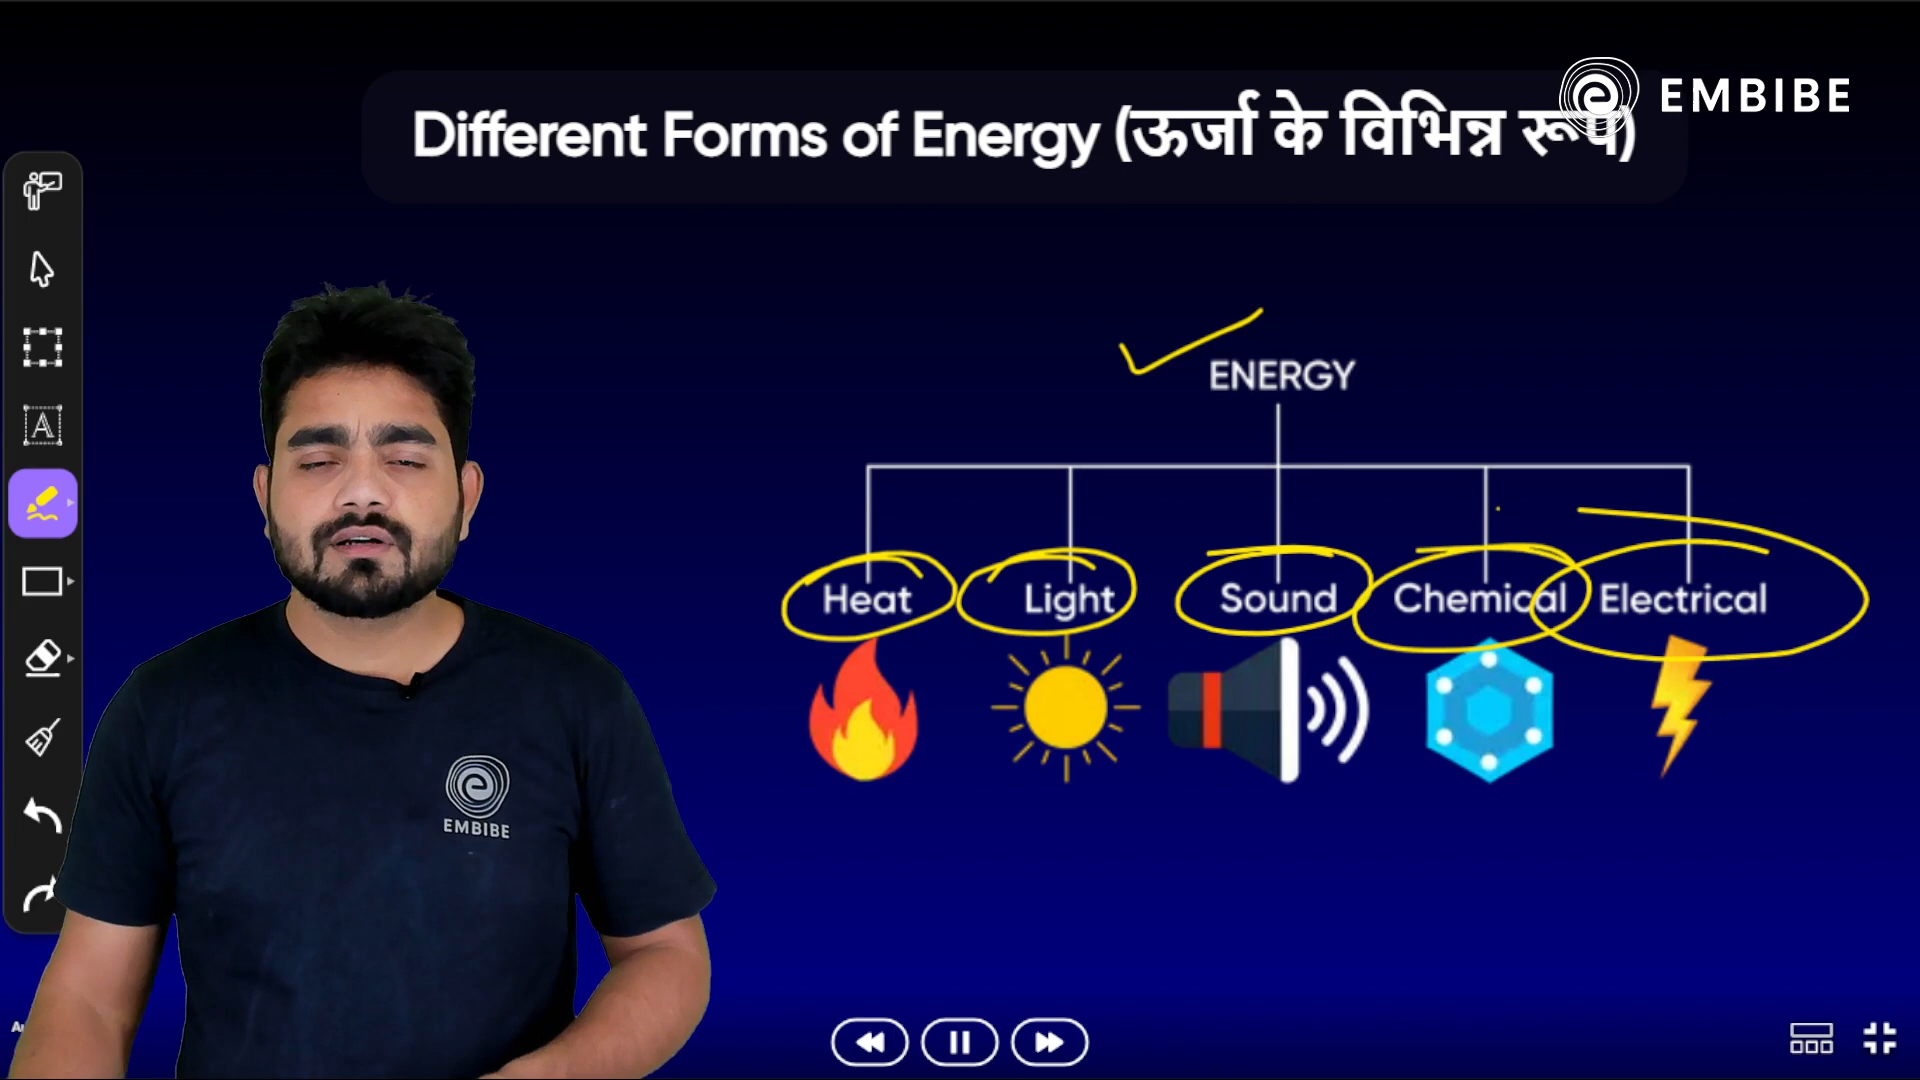 EMBIBE
Different Forms of Energy (ऊर्जा के विभिन्न रूप)
ENERGY
Heat Light Sound Chemical Electrical
EMBIBE